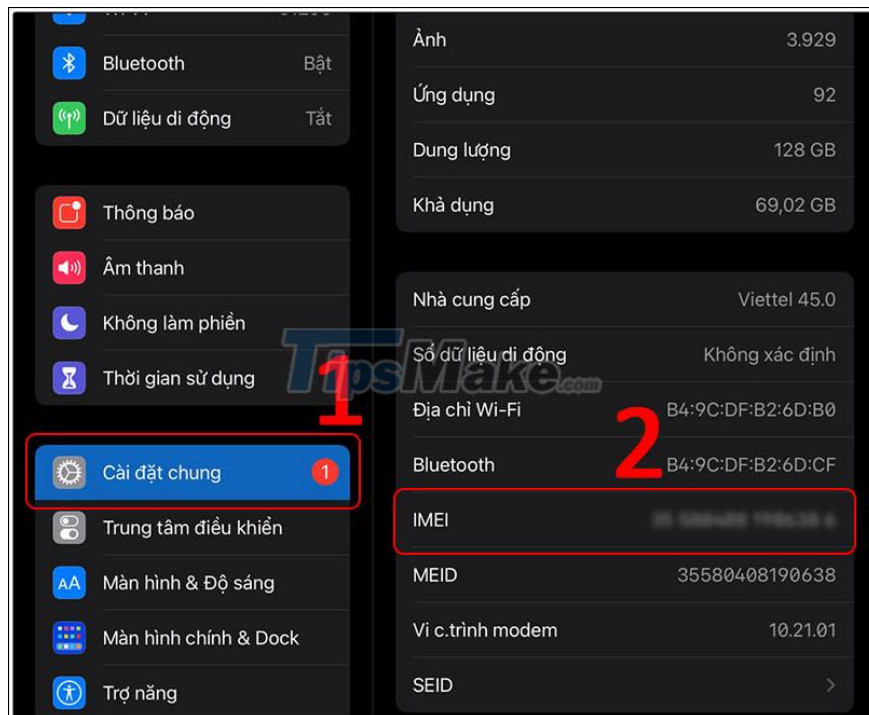 Bluetooth Bật
Dữ liệu di động Tắt
Thông báo
Âm thanh
Không làm phiền
Thời gian sử dụng
1
Cài đặt chung 1
Trung tâm điều khiển
AA Màn hình & Độ sáng
Màn hình chính & Dock
Trợ năng
Ảnh 3.929
Ứng dụng 92
Dung lượng 128 GB
Khả dụng 69,02 GB
Nhà cung cấp Viettel 45.0
Số dữ liệu di động Không xác định
TipsMake.com
Địa chỉ Wi-Fi B4:9C:DF:B2:6D:B0
2
Bluetooth B4:9C:DF:B2:6D:CF
IMEI
MEID 35580408190638
Vi c.trình modem 10.21.01
SEID